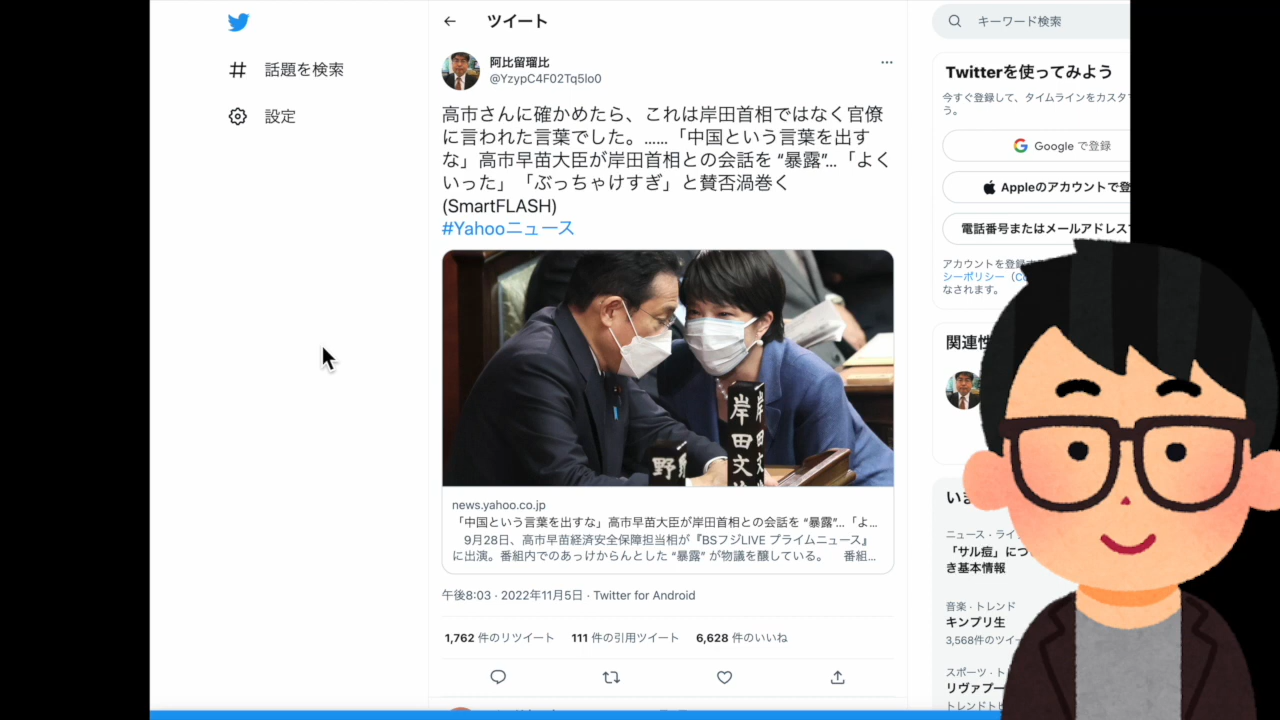 ツイート
キーワード検索
話題を検索
設定
阿比留瑠比
@YzypC4F02Tq5lo0
高市さんに確かめたら、これは岸田首相ではなく官僚
に言われた言葉でした。……「中国という言葉を出す
な」高市早苗大臣が岸田首相との会話を “暴露”…「よく
いった」「ぶっちゃけすぎ」と賛否渦巻く
(SmartFLASH)
#Yahooニュース
岸田文
野
news.yahoo.co.jp
「中国という言葉を出すな」高市早苗大臣が岸田首相との会話を “暴露”…「よ...
9月28日、高市早苗経済安全保障担当相が『BSフジLIVE プライムニュース』
に出演。番組内でのあっけからんとした “暴露” が物議を醸している。 番組...
午後8:03 · 2022年11月5日 · Twitter for Android
1,762 件のリツイート 111 件の引用ツイート 6,628 件のいいね
Twitterを使ってみよう
今すぐ登録して、タイムラインをカスタ
う。
Google で登録
Appleのアカウントで登
電話番号またはメールアドレス
アカウントを登録
シーポリシー（
なされます。
関連性
い
ニュース · ライ
「サル痘」につ
き基本情報
音楽 · トレンド
キンプリ生
3,568件のツイ
スポーツ · ト
リヴァプー
トレンドト